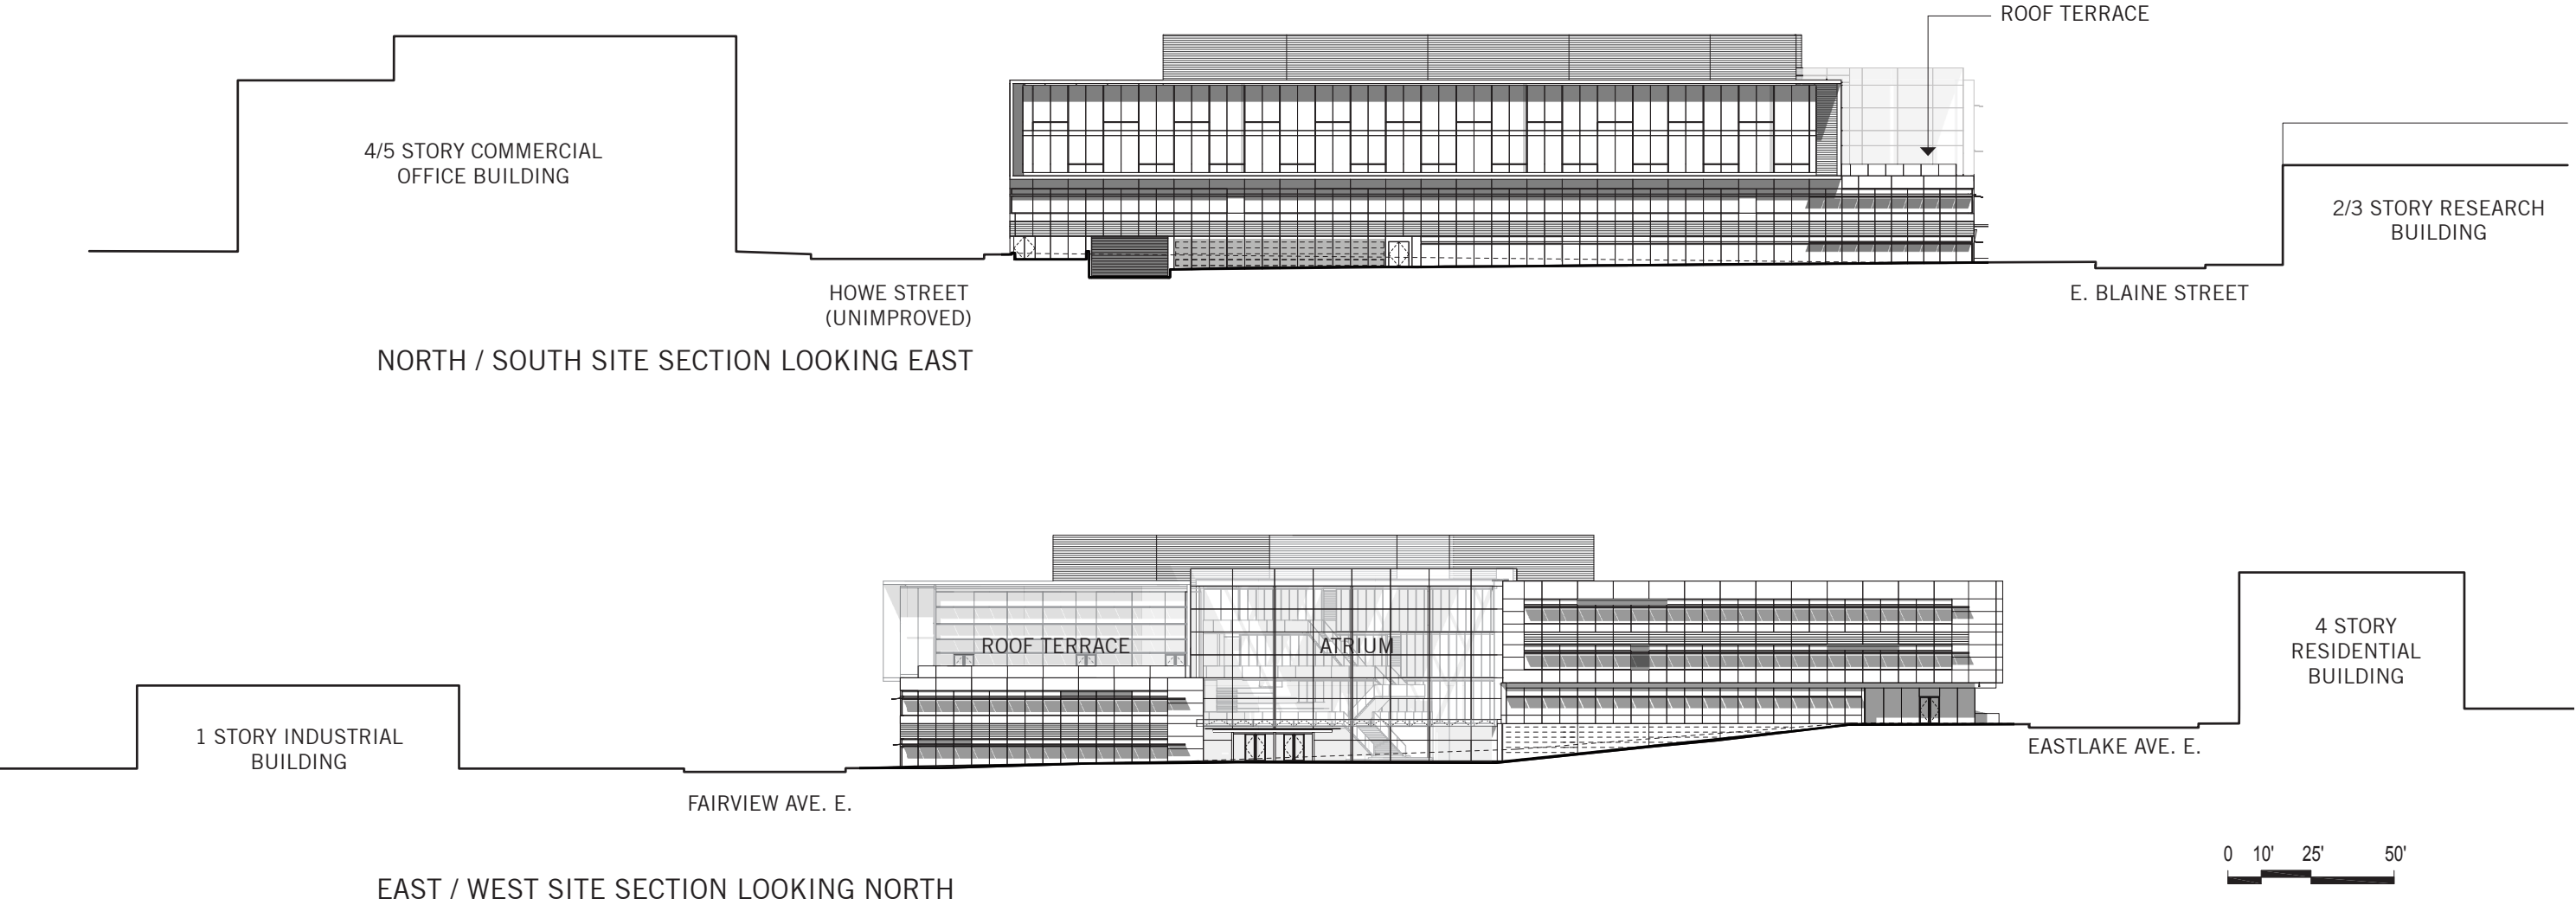 ROOF TERRACE
4/5 STORY COMMERCIAL
OFFICE BUILDING
2/3 STORY RESEARCH
BUILDING
HOWE STREET
(UNIMPROVED)
E. BLAINE STREET
NORTH / SOUTH SITE SECTION LOOKING EAST
ROOF TERRACE
ATRIUM
4 STORY
RESIDENTIAL
BUILDING
1 STORY INDUSTRIAL
BUILDING
EASTLAKE AVE. E.
FAIRVIEW AVE. E.
0 10' 25' 50'
EAST / WEST SITE SECTION LOOKING NORTH